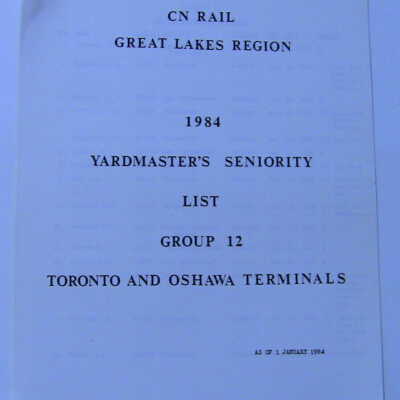 CN RAIL
GREAT LAKES REGION
1984
YARDMASTER'S SENIORITY
LIST
GROUP 12
TORONTO AND OSHAWA TERMINALS
AS OF 1 JANUARY 1984